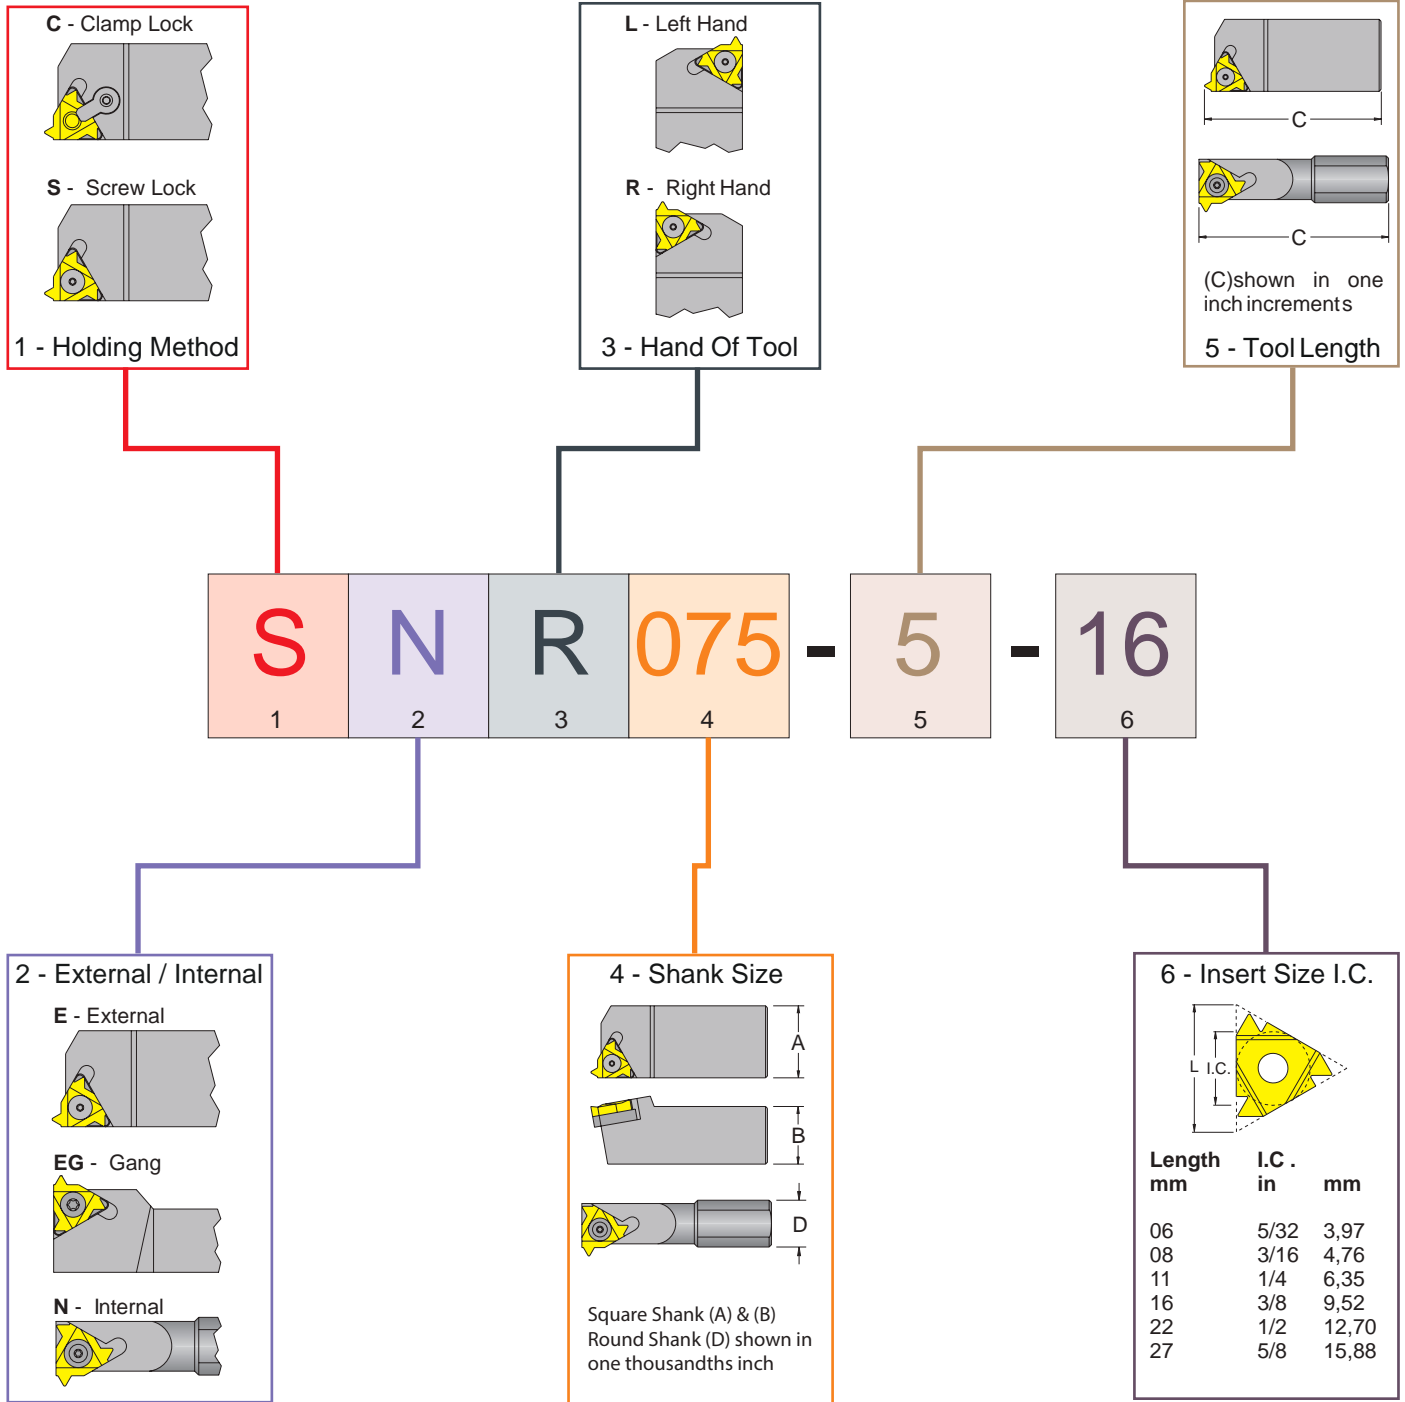 C - Clamp Lock
S - Screw Lock
1 - Holding Method
L - Left Hand
R - Right Hand
3 - Hand Of Tool
C
C
(C)shown in one
inch increments
5 - Tool Length
S N R 075 - 5 - 16
1 2 3 4 5 6
2 - External / Internal
E - External
EG - Gang
N - Internal
4 - Shank Size
A
B
D
Square Shank (A) & (B)
Round Shank (D) shown in
one thousandths inch
6 - Insert Size I.C.
L I.C.
Length I.C .
mm in mm
06 5/32 3,97
08 3/16 4,76
11 1/4 6,35
16 3/8 9,52
22 1/2 12,70
27 5/8 15,88